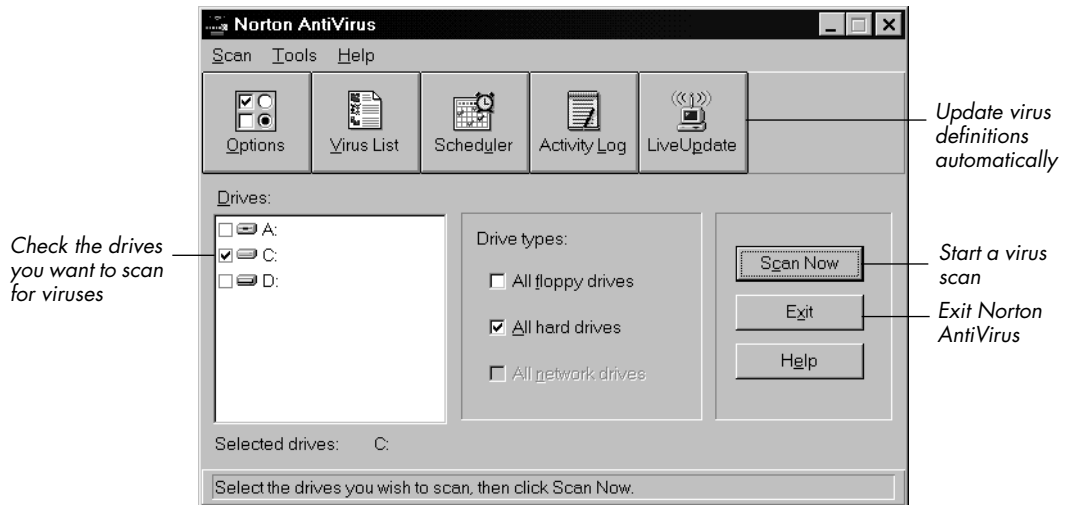 Norton AntiVirus
Scan Tools Help
Options Virus List Scheduler Activity Log LiveUpdate
Update virus
definitions
automatically
Drives:
A:
C:
D:
Check the drives
you want to scan
for viruses
Drive types:
All floppy drives
All hard drives
All network drives
Scan Now
Exit
Help
Start a virus
scan
Exit Norton
AntiVirus
Selected drives: C:
Select the drives you wish to scan, then click Scan Now.